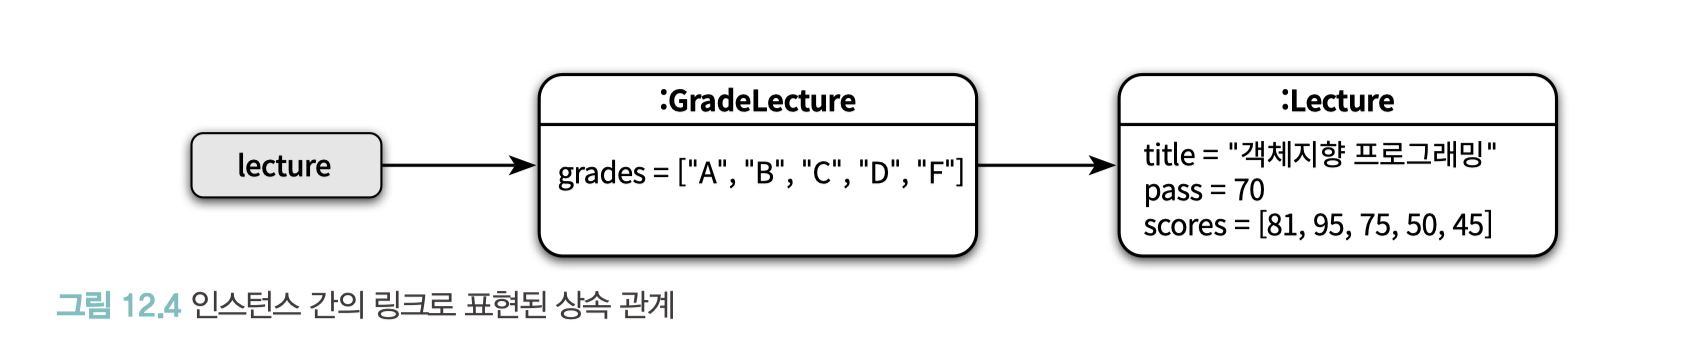 lecture
:GradeLecture
grades = ["A", "B", "C", "D", "F"]
:Lecture
title = "객체지향 프로그래밍"
pass = 70
scores = [81, 95, 75, 50, 45]
그림 12.4 인스턴스 간의 링크로 표현된 상속 관계